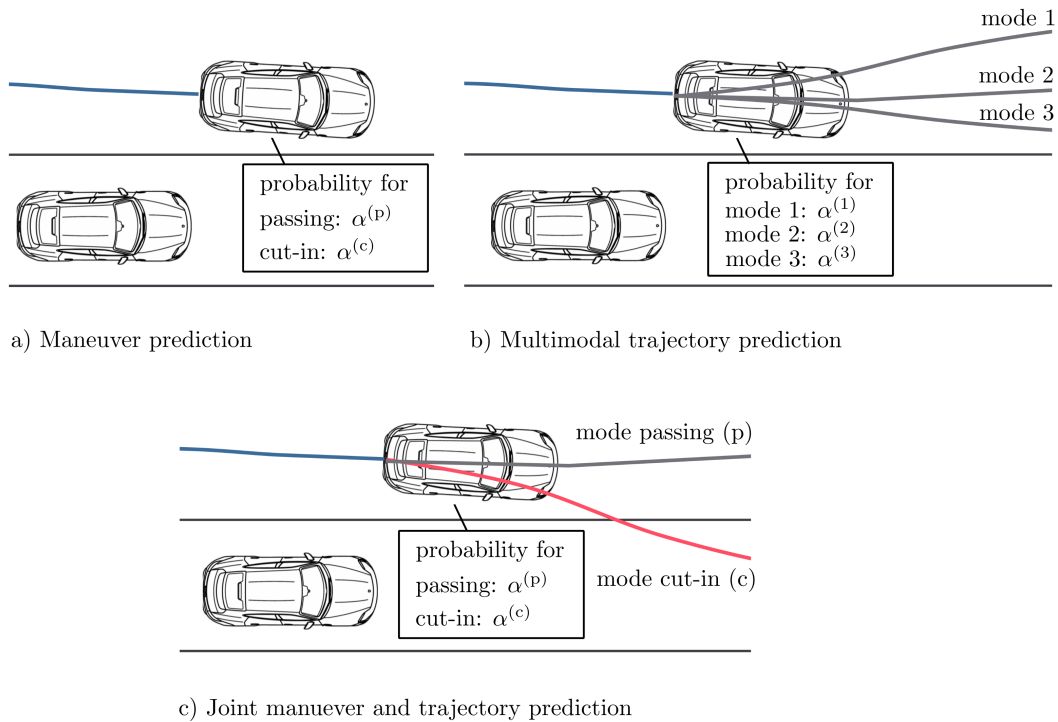 mode 1
mode 2
mode 3
probability for
passing: α^(p)
cut-in: α^(c)
probability for
mode 1: α^(1)
mode 2: α^(2)
mode 3: α^(3)
a) Maneuver prediction
b) Multimodal trajectory prediction
mode passing (p)
probability for
passing: α^(p)
cut-in: α^(c)
mode cut-in (c)
c) Joint manuever and trajectory prediction